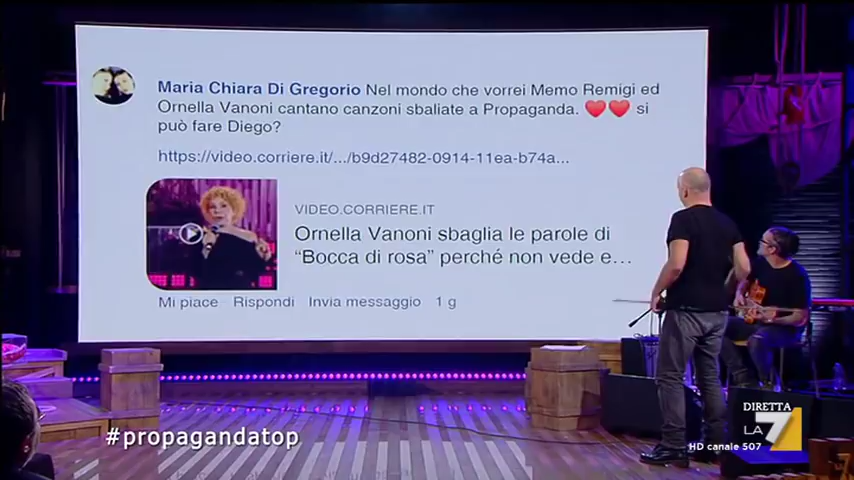 Maria Chiara Di Gregorio Nel mondo che vorrei Memo Remigi ed
Ornella Vanoni cantano canzoni sbaliate a Propaganda. ❤️❤️ si
può fare Diego?
https://video.corriere.it/.../b9d27482-0914-11ea-b74a...
VIDEO.CORRIERE.IT
Ornella Vanoni sbaglia le parole di
“Bocca di rosa” perché non vede e...
Mi piace Rispondi Invia messaggio 1 g
#propagandatop
DIRETTA
LA 7
HD canale 507